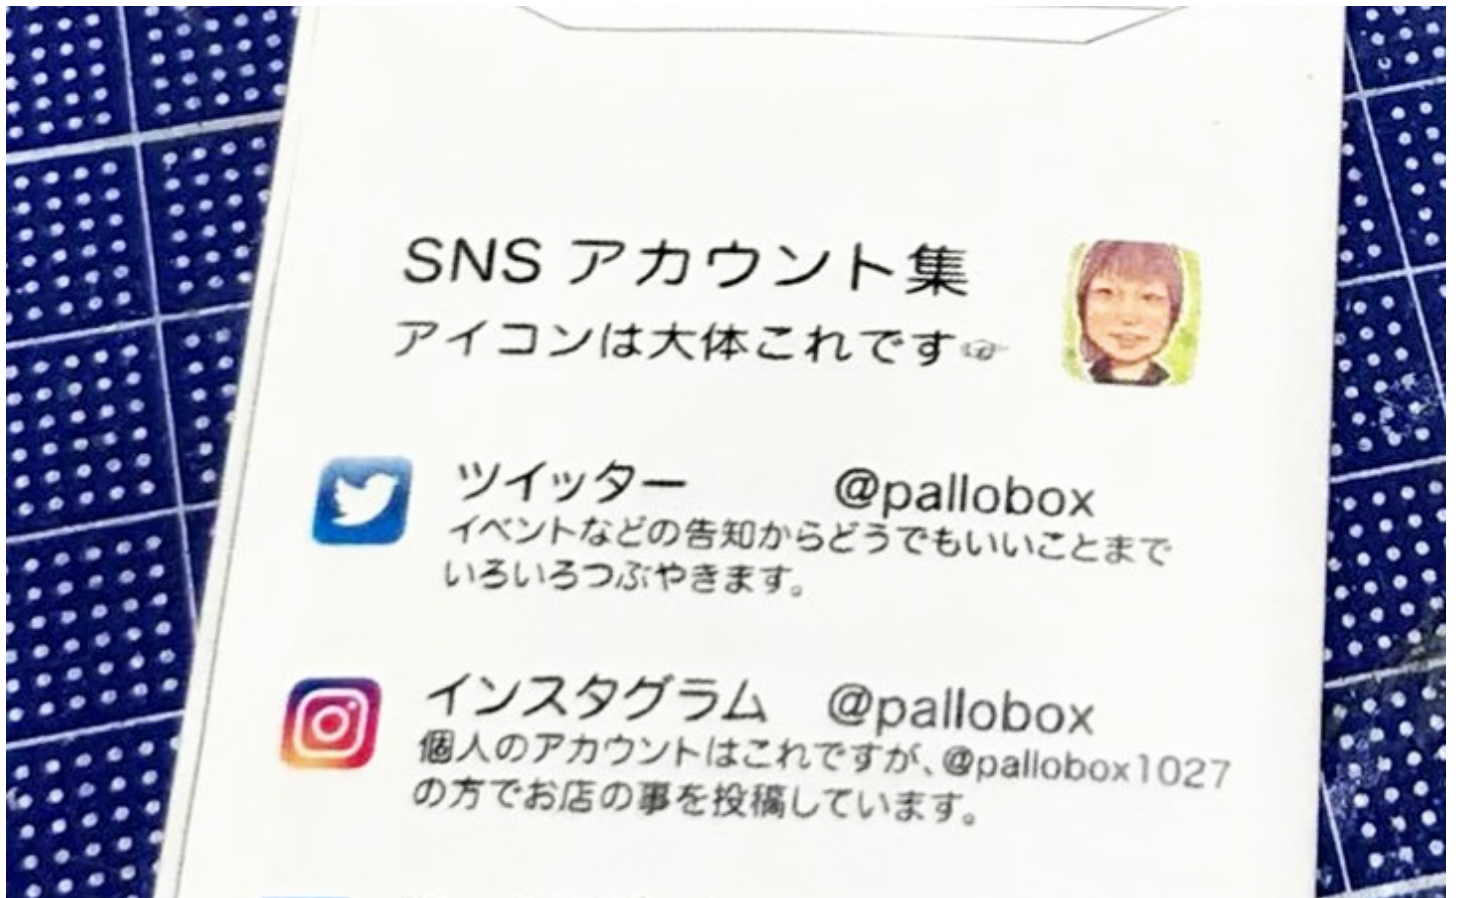 SNS アカウント集
アイコンは大体これです☞
ツイッター @pallobox
イベントなどの告知からどうでもいいことまで
いろいろつぶやきます。
インスタグラム @pallobox
個人のアカウントはこれですが、@pallobox1027
の方でお店の事を投稿しています。